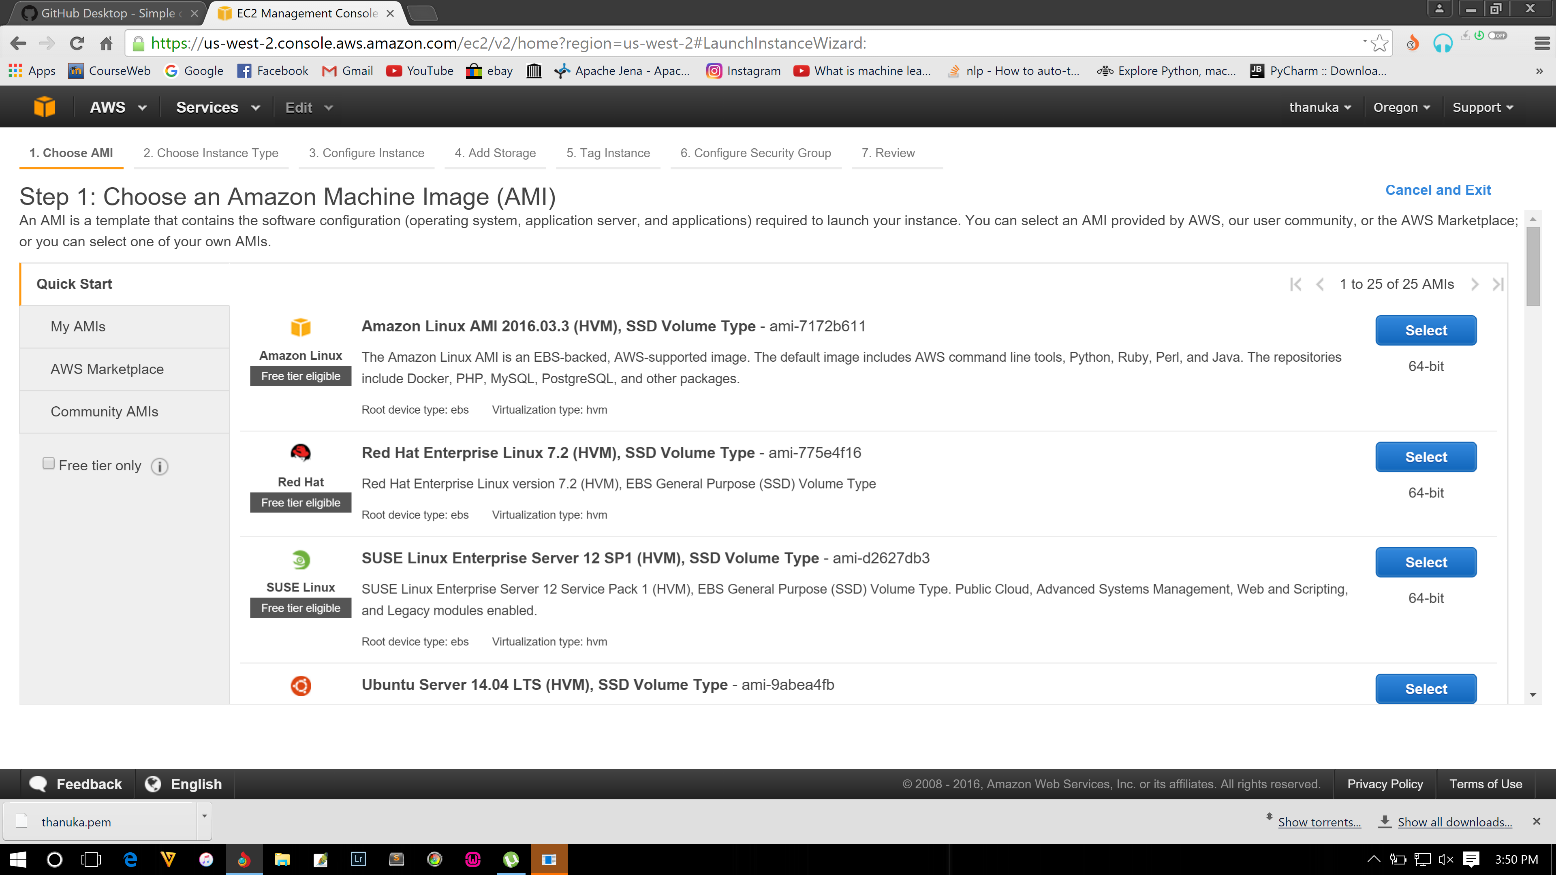 GitHub Desktop - Simple c
EC2 Management Console
https://us-west-2.console.aws.amazon.com/ec2/v2/home?region=us-west-2#LaunchInstanceWizard:
Apps CourseWeb Google Facebook Gmail YouTube ebay Apache Jena - Apac... Instagram What is machine lea... nlp - How to auto-t... Explore Python, mac... PyCharm :: Downloa... »
AWS Services Edit thanuka Oregon Support
1. Choose AMI 2. Choose Instance Type 3. Configure Instance 4. Add Storage 5. Tag Instance 6. Configure Security Group 7. Review
Step 1: Choose an Amazon Machine Image (AMI)
Cancel and Exit
An AMI is a template that contains the software configuration (operating system, application server, and applications) required to launch your instance. You can select an AMI provided by AWS, our user community, or the AWS Marketplace;
or you can select one of your own AMIs.
Quick Start
1 to 25 of 25 AMIs
My AMIs
AWS Marketplace
Community AMIs
Free tier only
Amazon Linux
Free tier eligible
Amazon Linux AMI 2016.03.3 (HVM), SSD Volume Type - ami-7172b611
The Amazon Linux AMI is an EBS-backed, AWS-supported image. The default image includes AWS command line tools, Python, Ruby, Perl, and Java. The repositories
include Docker, PHP, MySQL, PostgreSQL, and other packages.
Root device type: ebs Virtualization type: hvm
Select
64-bit
Red Hat
Free tier eligible
Red Hat Enterprise Linux 7.2 (HVM), SSD Volume Type - ami-775e4f16
Red Hat Enterprise Linux version 7.2 (HVM), EBS General Purpose (SSD) Volume Type
Root device type: ebs Virtualization type: hvm
Select
64-bit
SUSE Linux
Free tier eligible
SUSE Linux Enterprise Server 12 SP1 (HVM), SSD Volume Type - ami-d2627db3
SUSE Linux Enterprise Server 12 Service Pack 1 (HVM), EBS General Purpose (SSD) Volume Type. Public Cloud, Advanced Systems Management, Web and Scripting,
and Legacy modules enabled.
Root device type: ebs Virtualization type: hvm
Select
64-bit
Ubuntu Server 14.04 LTS (HVM), SSD Volume Type - ami-9abea4fb
Select
Feedback English
© 2008 - 2016, Amazon Web Services, Inc. or its affiliates. All rights reserved. Privacy Policy Terms of Use
thanuka.pem
Show torrents... Show all downloads...
Lr
3:50 PM